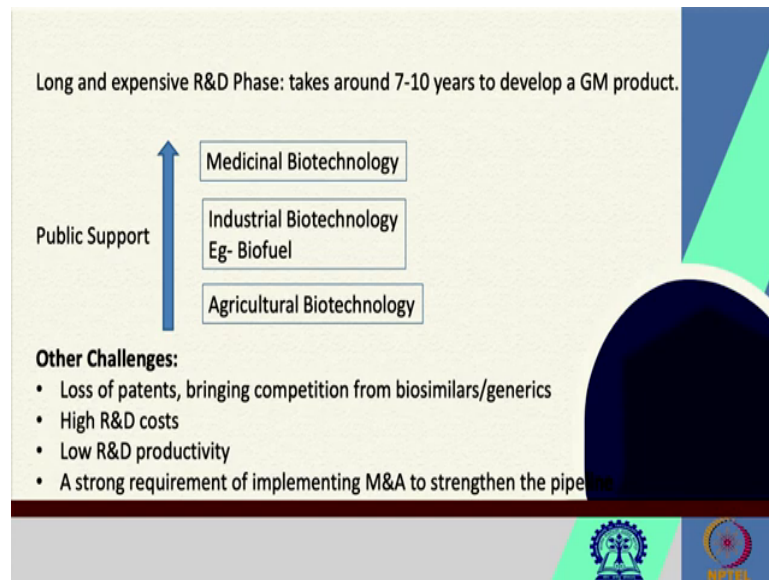 Long and expensive R&D Phase: takes around 7-10 years to develop a GM product.
Medicinal Biotechnology
Public Support
Industrial Biotechnology
Eg- Biofuel
Agricultural Biotechnology
Other Challenges:
• Loss of patents, bringing competition from biosimilars/generics
• High R&D costs
• Low R&D productivity
• A strong requirement of implementing M&A to strengthen the pipeline
NPTEL